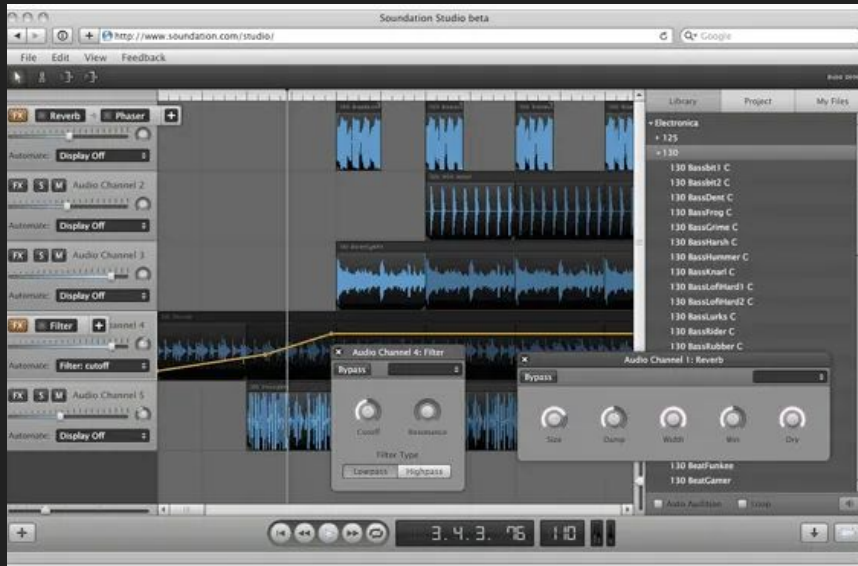 Soundation Studio beta
http://www.soundation.com/studio/
Google
File Edit View Feedback
Library Project My Files
FX Reverb Phaser +
Automate: Display Off
FX S M Audio Channel 2
Automate: Display Off
FX S M Audio Channel 3
Automate: Display Off
FX Filter + annel 4
Automate: Filter: cutoff
FX S M Audio Channel 5
Automate: Display Off
Electronica
125
130
130 Bassbit1 C
130 Bassbit2 C
130 BassDent C
130 BassFrog C
130 BassGrime C
130 BassHarsh C
130 BassHummer C
130 BassKnarl C
130 BassLofiHard1 C
130 BassLofiHard2 C
130 BassLurks C
130 BassRider C
130 BassRubber C
130 BeatFunkee
130 BeatGamer
Audio Channel 4: Filter
Bypass
Cutoff Resonance
Filter Type
Lowpass Highpass
Audio Channel 1: Reverb
Bypass
Size Damp Width Wet Dry
Auto Audition Loop
3. 4. 3. 76 110